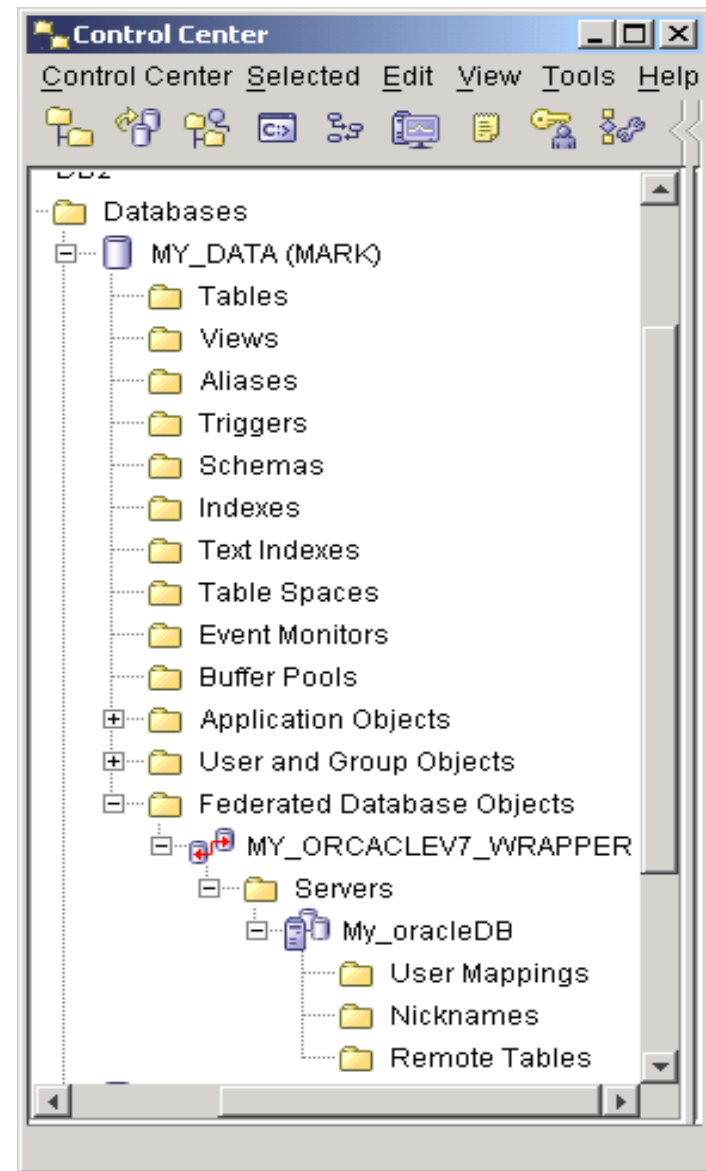 Control Center
Control Center Selected Edit View Tools Help
DB2
Databases
MY_DATA (MARK)
Tables
Views
Aliases
Triggers
Schemas
Indexes
Text Indexes
Table Spaces
Event Monitors
Buffer Pools
Application Objects
User and Group Objects
Federated Database Objects
MY_ORCACLEV7_WRAPPER
Servers
My_oracleDB
User Mappings
Nicknames
Remote Tables